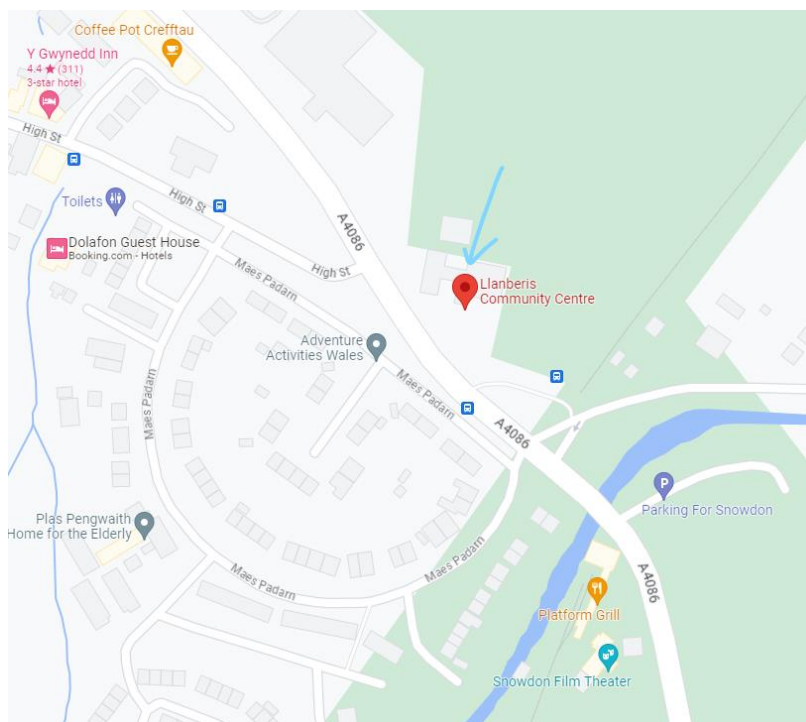 Coffee Pot Crefftau
Y Gwynedd Inn
4.4 ★ (311)
3-star hotel
High St
High St
Toilets
A4086
Dolafon Guest House
Booking.com - Hotels
High St
Maes Padarn
Llanberis
Community Centre
Adventure
Activities Wales
Maes Padarn
Maes Padarn
A4086
P
Parking For Snowdon
Plas Pengwaith
Home for the Elderly
Maes Padarn
Maes Padarn
A4086
Platform Grill
Snowdon Film Theater